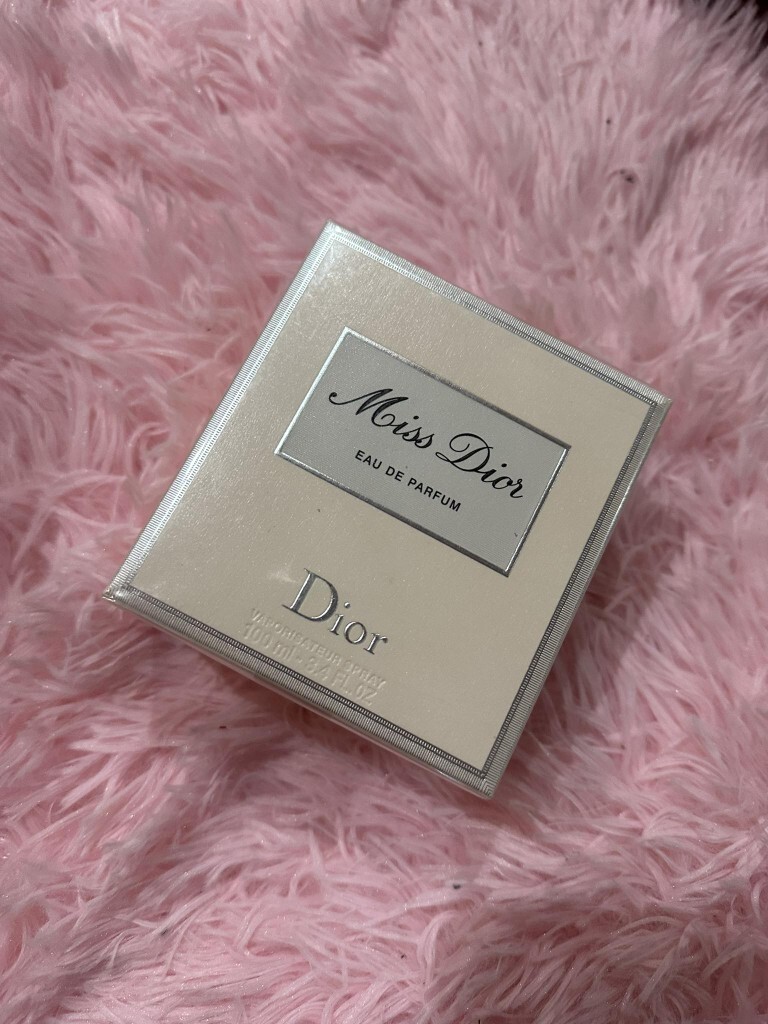 Miss Dior
EAU DE PARFUM
Dior
VAPORISATEUR SPRAY
100 ml - 3.4 Fl. OZ